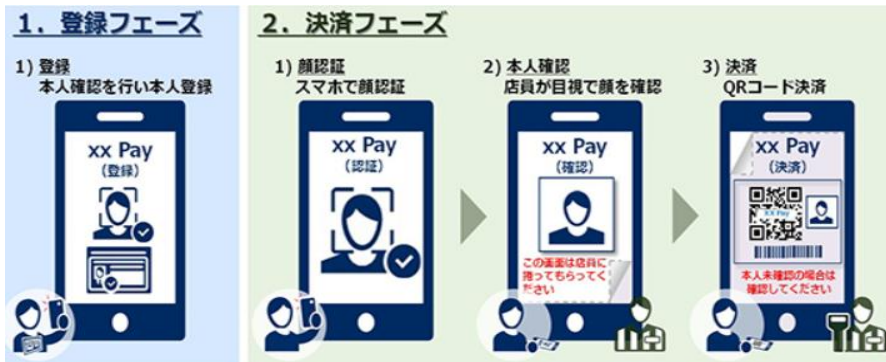 1. 登録フェーズ
1) 登録
本人確認を行い本人登録
xx Pay
(登録)
2. 決済フェーズ
1) 顔認証
スマホで顔認証
xx Pay
(認証)
2) 本人確認
店員が目視で顔を確認
xx Pay
(確認)
この画面は店員に
捲ってもらってく
ださい
3) 決済
QRコード決済
xx Pay
(決済)
xx Pay
本人未確認の場合は
確認してください